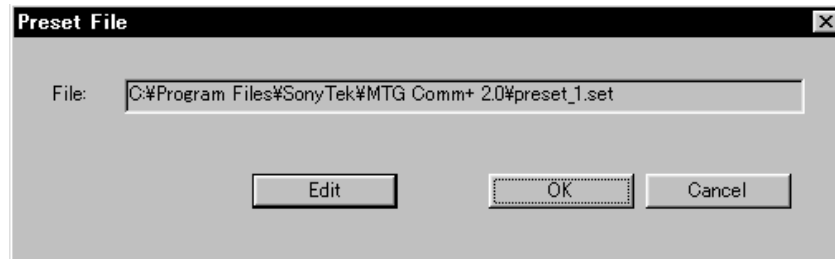 Preset File
File: C:¥Program Files¥SonyTek¥MTG Comm+ 2.0¥preset_1.set
Edit OK Cancel